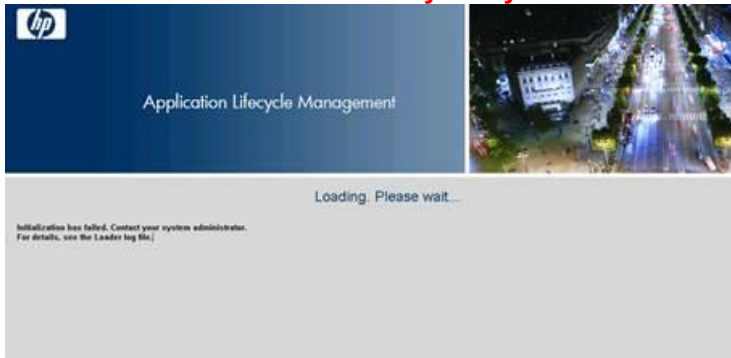 hp
Application Lifecycle Management
Loading. Please wait...
Initialization has failed. Contact your system administrator.
For details, see the Loader log file.